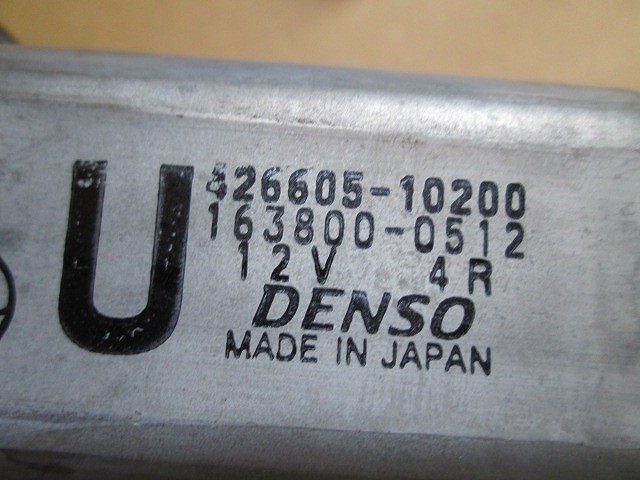 U
426605-10200
163800-0512
12V 4R
DENSO
MADE IN JAPAN